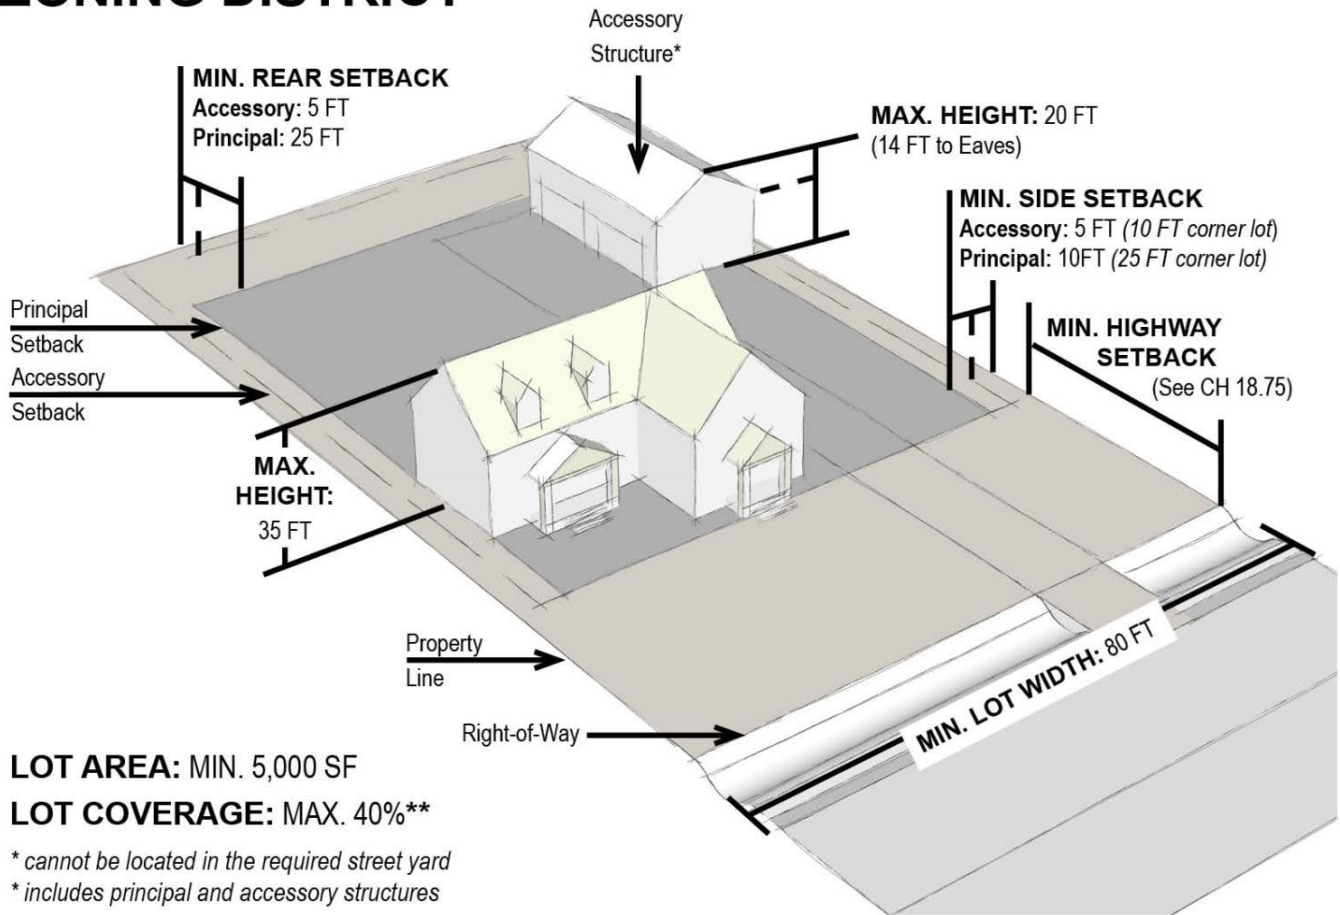 ZONING DISTRICT
Accessory
Structure*
MIN. REAR SETBACK
Accessory: 5 FT
Principal: 25 FT
MAX. HEIGHT: 20 FT
(14 FT to Eaves)
MIN. SIDE SETBACK
Accessory: 5 FT (10 FT corner lot)
Principal: 10FT (25 FT corner lot)
Principal
Setback
Accessory
Setback
MIN. HIGHWAY
SETBACK
(See CH 18.75)
MAX.
HEIGHT:
35 FT
Property
Line
Right-of-Way
MIN. LOT WIDTH: 80 FT
LOT AREA: MIN. 5,000 SF
LOT COVERAGE: MAX. 40%**
* cannot be located in the required street yard
* includes principal and accessory structures